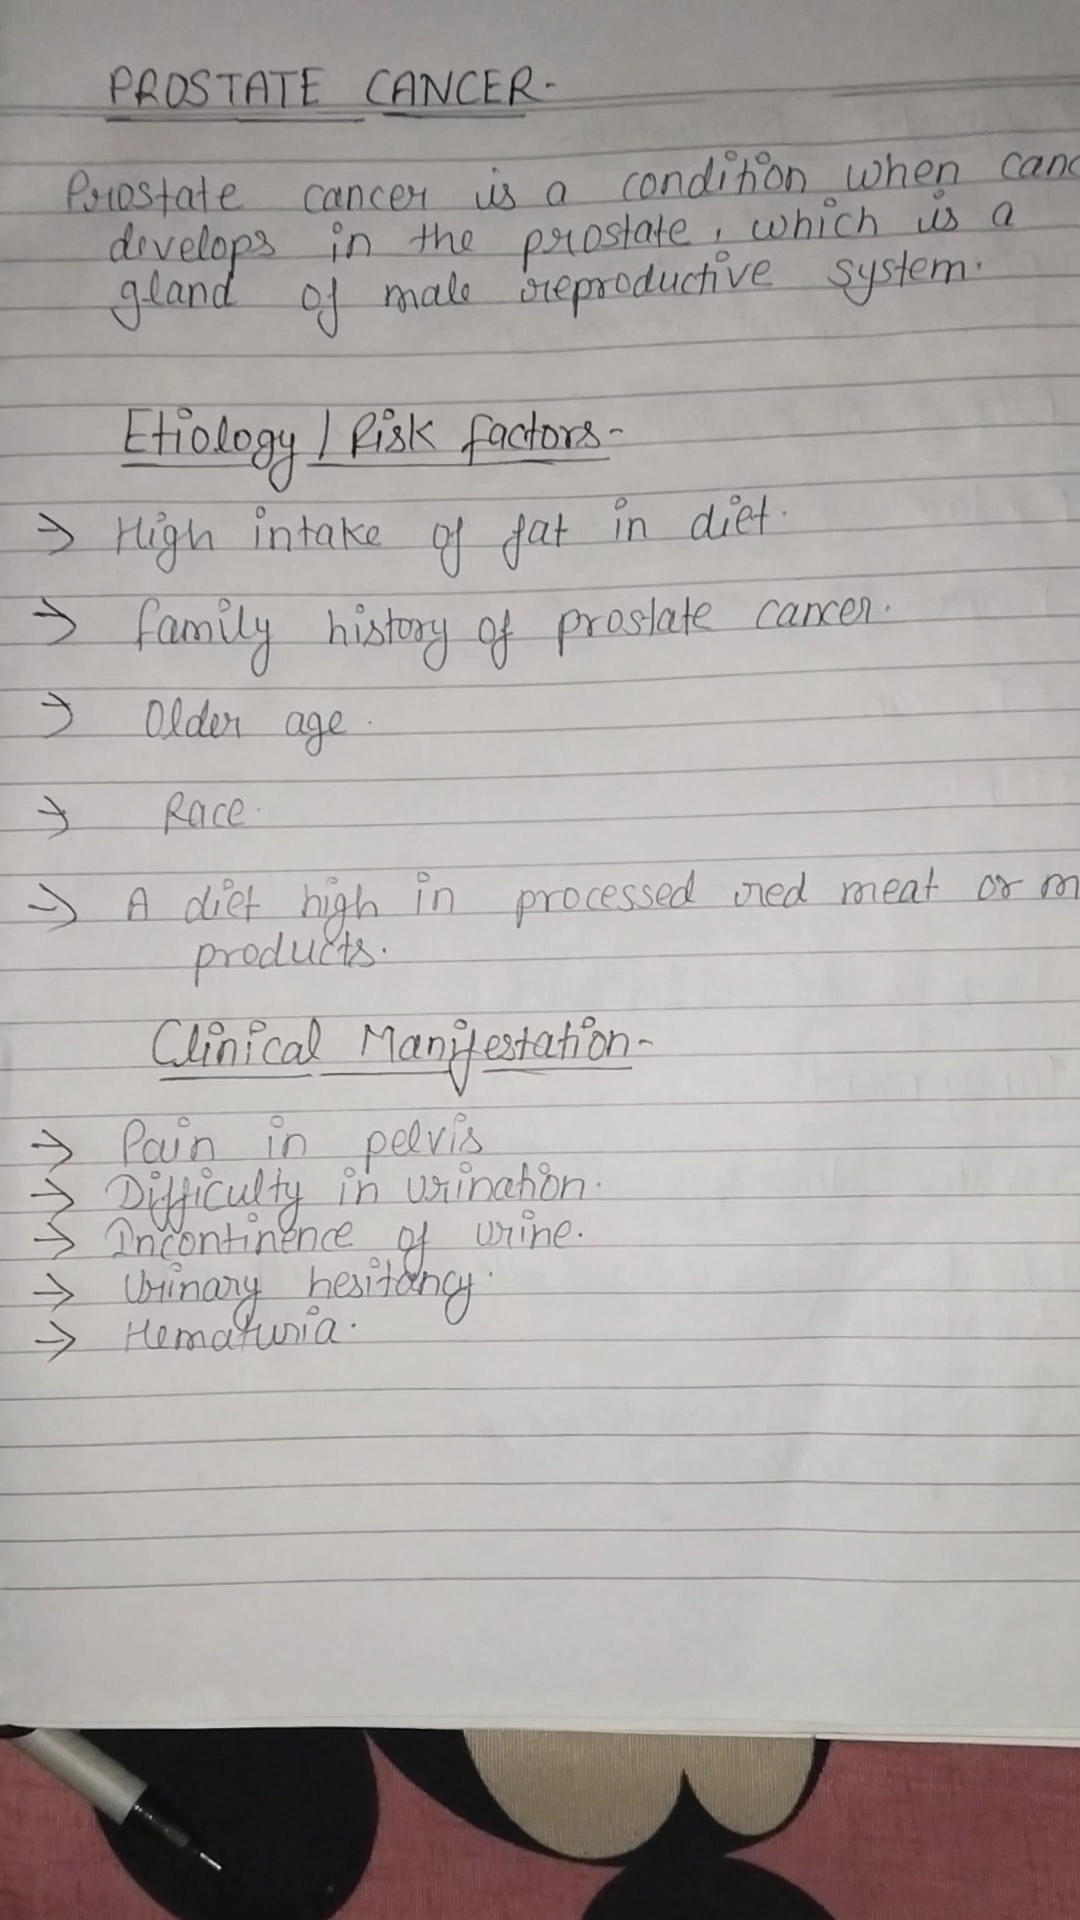 PROSTATE CANCER-
Prostate cancer is a condition when canc
develops in the prostate, which is a
gland of male reproductive system.
Etiology / Risk factors-
→ High intake of fat in diet.
→ family history of prostate cancer.
→ Older age.
→ Race.
→ A diet high in processed red meat or m
products.
Clinical Manifestation-
→ Pain in pelvis
→ Difficulty in urination.
→ Incontinence of urine.
→ Urinary hesitancy.
→ Hematuria.